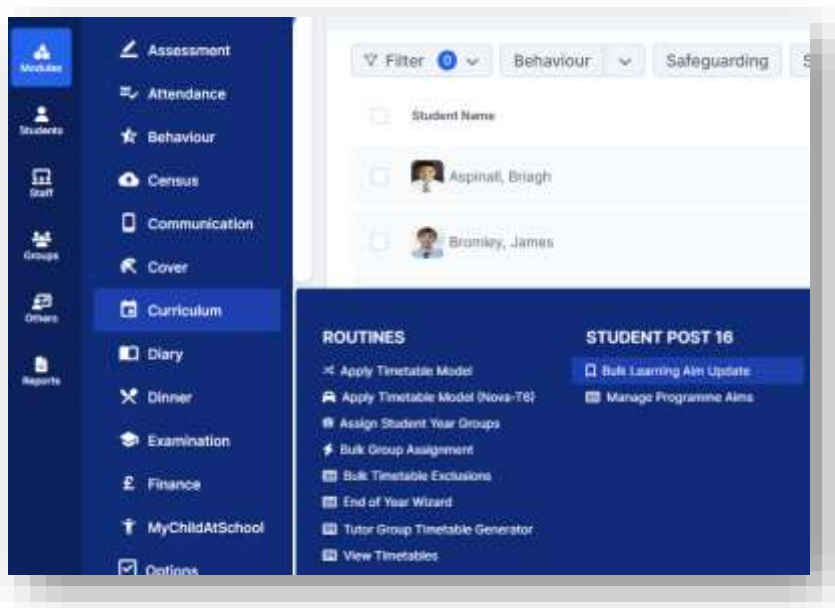 Modules
Students
Staff
Groups
Others
Reports
Assessment
Attendance
Behaviour
Census
Communication
Cover
Curriculum
Diary
Dinner
Examination
£ Finance
MyChildAtSchool
Options
Filter 0
Behaviour
Safeguarding
S
Student Name
Aspinall, Briagh
Bromley, James
ROUTINES
Apply Timetable Model
Apply Timetable Model (Nova-T6)
Assign Student Year Groups
Bulk Group Assignment
Bulk Timetable Exclusions
End of Year Wizard
Tutor Group Timetable Generator
View Timetables
STUDENT POST 16
Bulk Learning Aim Update
Manage Programme Aims